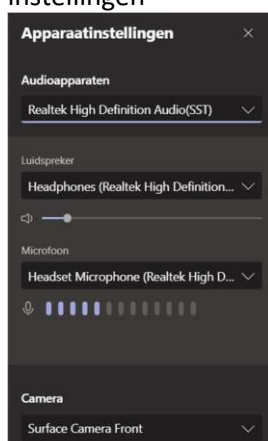 instellingen
Apparaatinstellingen
Audioapparaten
Realtek High Definition Audio(SST)
Luidspreker
Headphones (Realtek High Definition...
Microfoon
Headset Microphone (Realtek High D...
Camera
Surface Camera Front